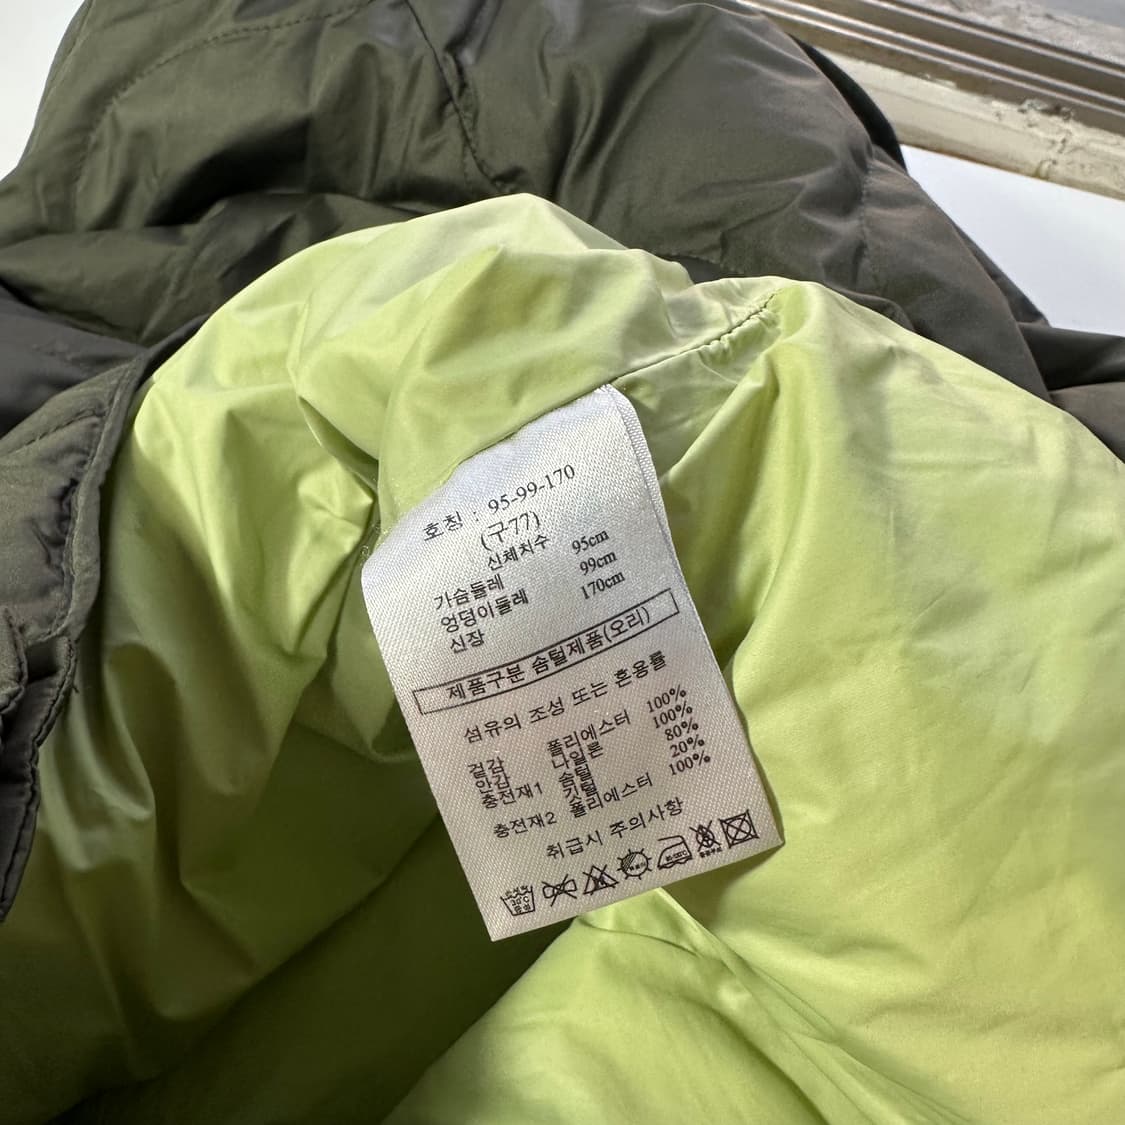 호칭 : 95-99-170
(구77)
신체치수
가슴둘레 95cm
엉덩이둘레 99cm
신장 170cm
제품구분 솜털제품(오리)
섬유의 조성 또는 혼용률
겉감 폴리에스터 100%
안감 나일론 100%
충전재1 솜털 80%
깃털 20%
충전재2 폴리에스터 100%
취급시 주의사항
30℃